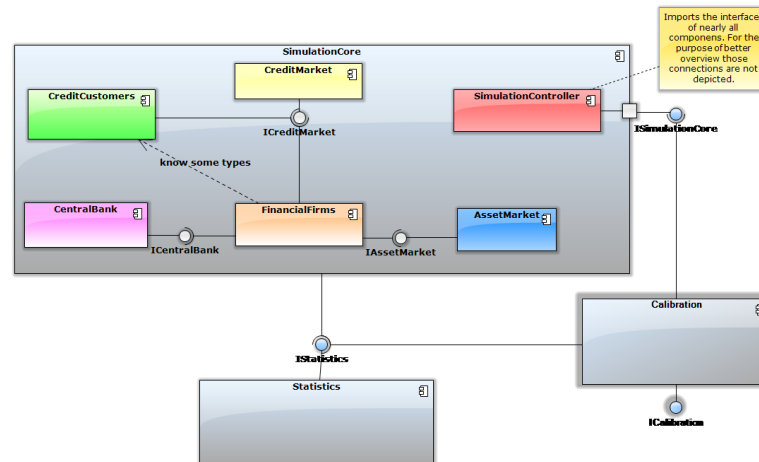 Imports the interface
of nearly all
componens. For the
purpose of better
overview those
connections are not
depicted.
SimulationCore
CreditMarket
CreditCustomers
SimulationController
ICreditMarket
ISimulationCore
know some types
CentralBank
FinancialFirms
AssetMarket
ICentralBank
IAssetMarket
Calibration
IStatistics
Statistics
ICalibration